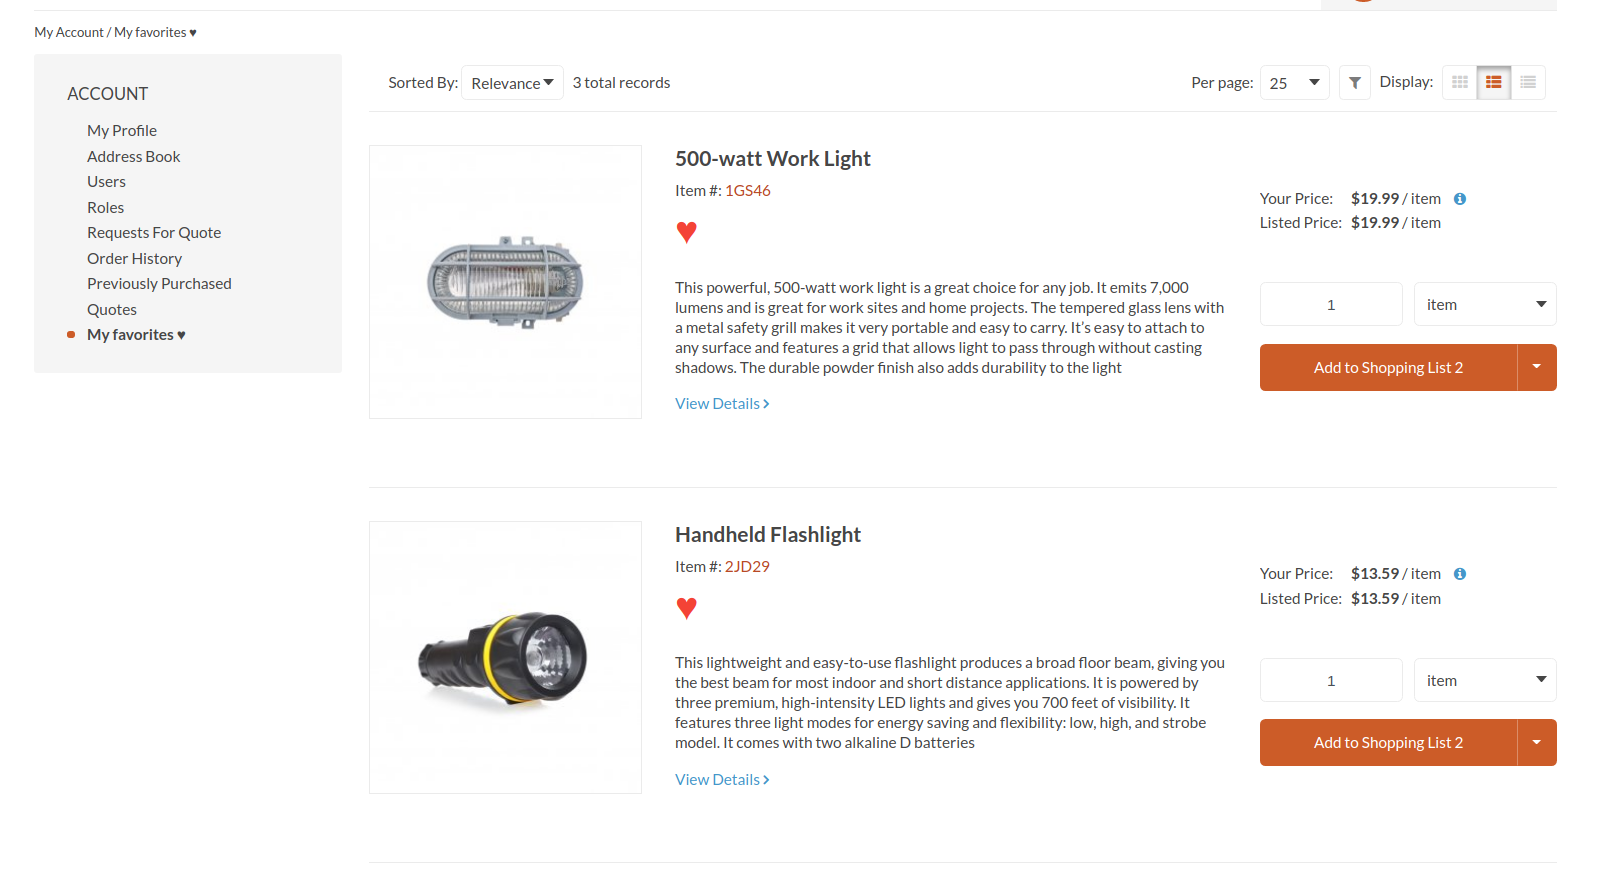 My Account / My favorites ♥
ACCOUNT
My Profile
Address Book
Users
Roles
Requests For Quote
Order History
Previously Purchased
Quotes
My favorites ♥
Sorted By: Relevance 3 total records
Per page: 25 Display:
500-watt Work Light
Item #: 1GS46
♥
This powerful, 500-watt work light is a great choice for any job. It emits 7,000
lumens and is great for work sites and home projects. The tempered glass lens with
a metal safety grill makes it very portable and easy to carry. It’s easy to attach to
any surface and features a grid that allows light to pass through without casting
shadows. The durable powder finish also adds durability to the light
View Details
Your Price: $19.99 / item
Listed Price: $19.99 / item
1 item
Add to Shopping List 2
Handheld Flashlight
Item #: 2JD29
♥
This lightweight and easy-to-use flashlight produces a broad floor beam, giving you
the best beam for most indoor and short distance applications. It is powered by
three premium, high-intensity LED lights and gives you 700 feet of visibility. It
features three light modes for energy saving and flexibility: low, high, and strobe
model. It comes with two alkaline D batteries
View Details
Your Price: $13.59 / item
Listed Price: $13.59 / item
1 item
Add to Shopping List 2